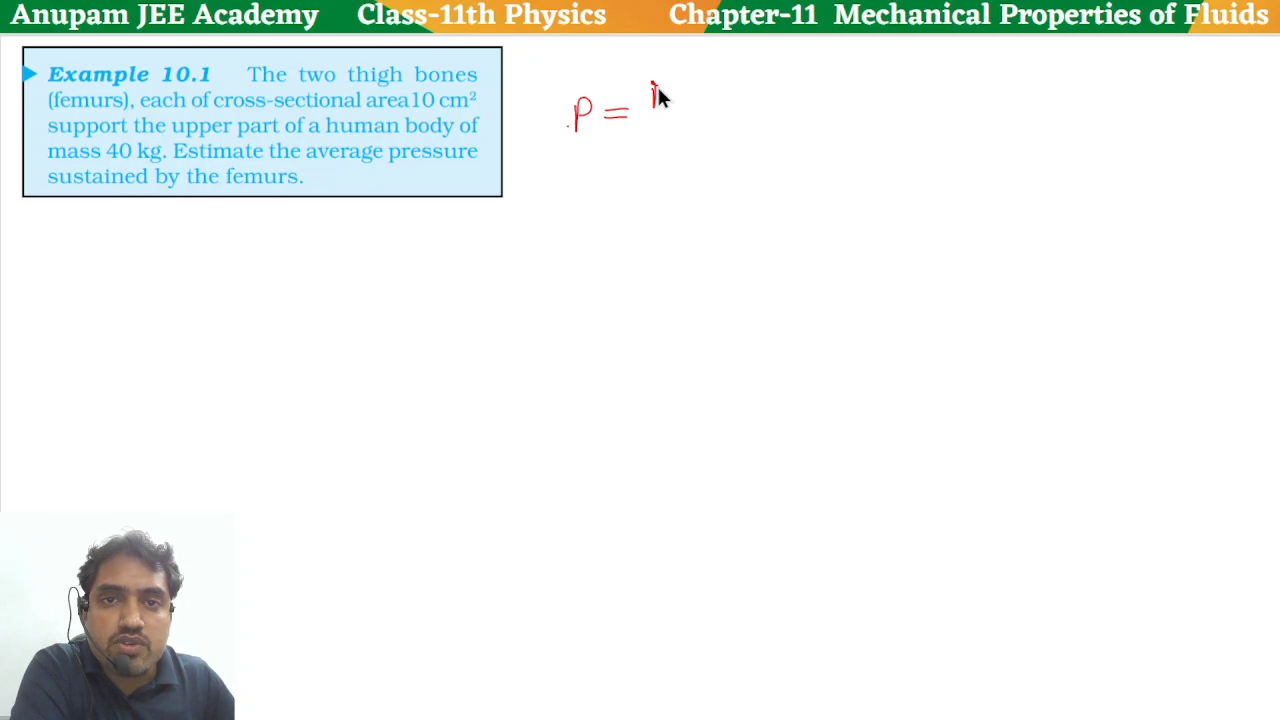 Anupam JEE Academy Class-11th Physics Chapter-11 Mechanical Properties of Fluids
Example 10.1 The two thigh bones
(femurs), each of cross-sectional area10 cm²
support the upper part of a human body of
mass 40 kg. Estimate the average pressure
sustained by the femurs.
P =